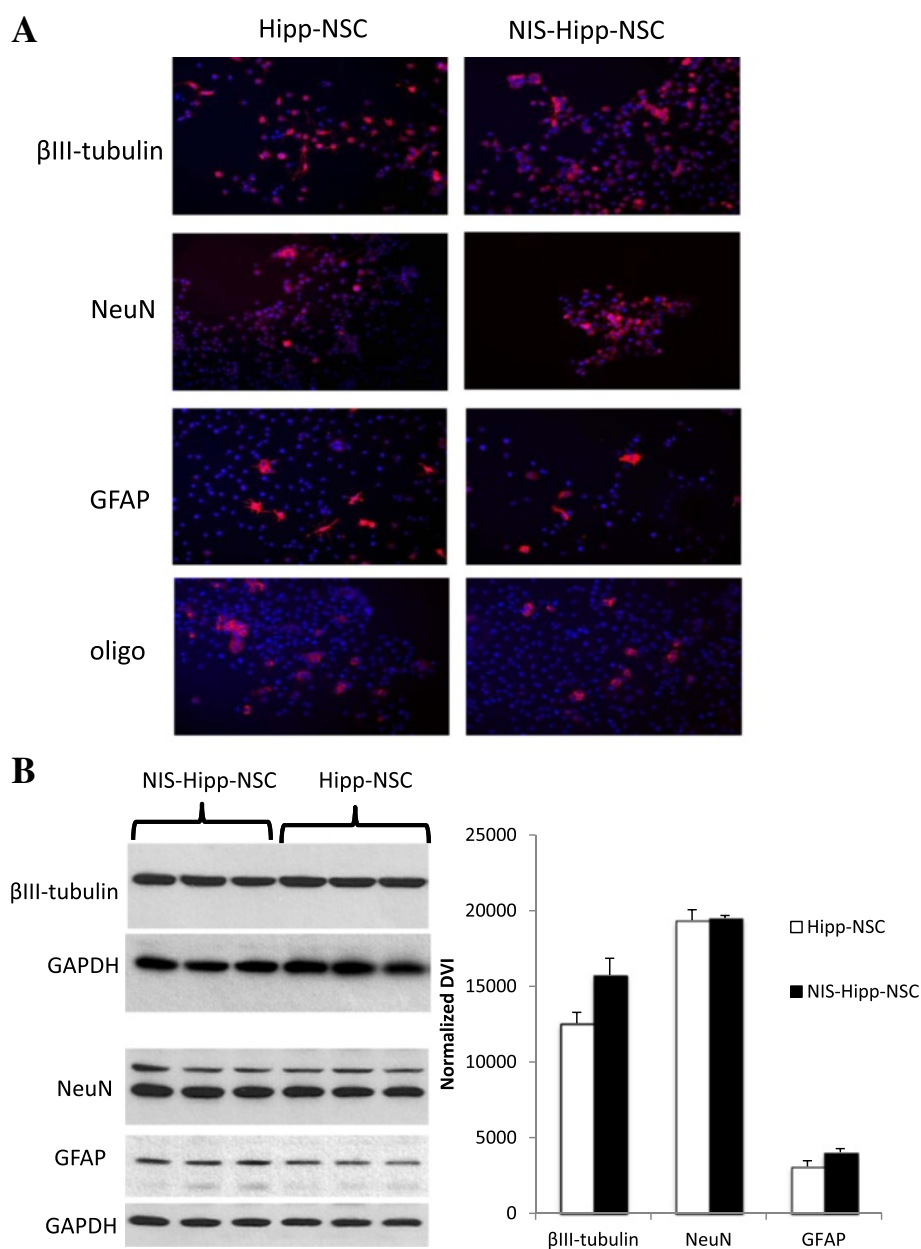 A
Hipp-NSC NIS-Hipp-NSC
βIII-tubulin
NeuN
GFAP
oligo
B
NIS-Hipp-NSC Hipp-NSC
βIII-tubulin
GAPDH
NeuN
GFAP
GAPDH
Normalized DVI
25000
20000
15000
10000
5000
0
βIII-tubulin NeuN GFAP
Hipp-NSC
NIS-Hipp-NSC